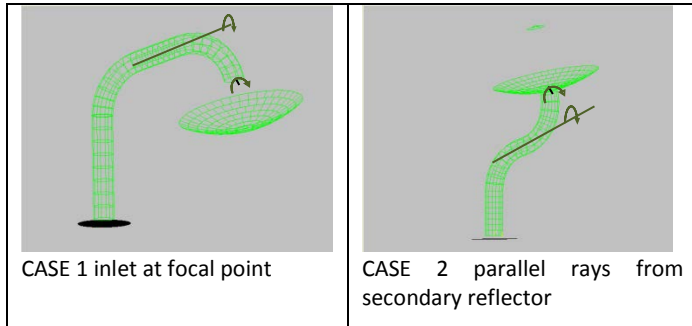 CASE 1 inlet at focal point
CASE 2 parallel rays from
secondary reflector